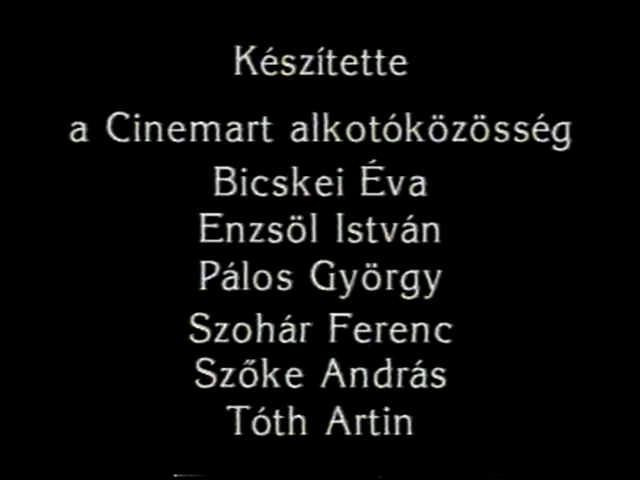 Készítette
a Cinemart alkotóközösség
Bicskei Éva
Enzsöl István
Pálos György
Szohár Ferenc
Szőke András
Tóth Artin